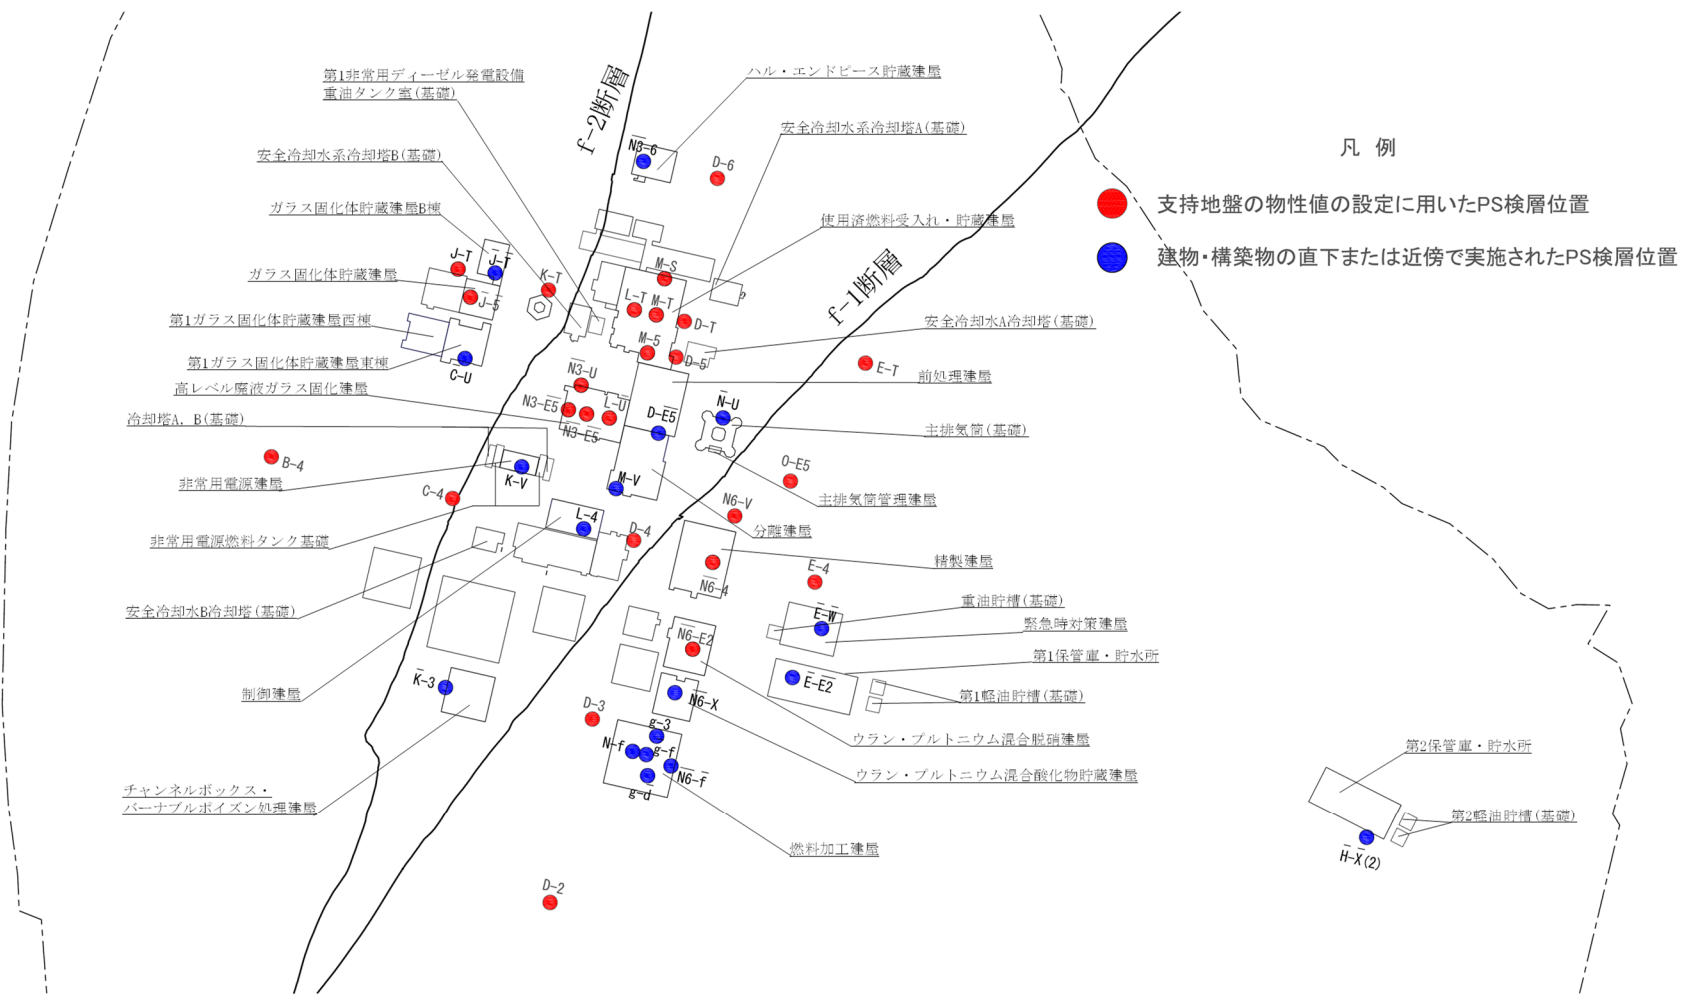 第1非常用ディーゼル発電設備
重油タンク室(基礎)
安全冷却水系冷却塔B(基礎)
ガラス固化体貯蔵建屋B棟
ガラス固化体貯蔵建屋
第1ガラス固化体貯蔵建屋西棟
第1ガラス固化体貯蔵建屋東棟
高レベル廃液ガラス固化建屋
冷却塔A, B(基礎)
非常用電源建屋
非常用電源燃料タンク基礎
安全冷却水B冷却塔(基礎)
制御建屋
チャンネルボックス・
バーナブルポイズン処理建屋
f-2断層
f-1断層
ハル・エンドピース貯蔵建屋
安全冷却水系冷却塔A(基礎)
使用済燃料受入れ・貯蔵建屋
安全冷却水A冷却塔(基礎)
前処理建屋
主排気筒(基礎)
主排気筒管理建屋
分離建屋
精製建屋
重油貯槽(基礎)
緊急時対策建屋
第1保管庫・貯水所
第1軽油貯槽(基礎)
ウラン・プルトニウム混合脱硝建屋
ウラン・プルトニウム混合酸化物貯蔵建屋
燃料加工建屋
第2保管庫・貯水所
第2軽油貯槽(基礎)
凡 例
支持地盤の物性値の設定に用いたPS検層位置
建物・構築物の直下または近傍で実施されたPS検層位置
N̅3-6
D-6
J-T
J̅-T̅
J̅-5̅
K-T
M-S
L-T
M-T
D-T
M-5
D-5̅
E-T
C̅-U
N̅3-U
N3-E̅5̅
L-U̅
N̅3-E̅5̅
D-E̅5̅
N̅-U
B-4
K-V
M-V
O-E5
C-4
L-4
D-4
N6-V
N̅6-4
E-4
E̅-W̅
N̅6-E2
E̅-E̅2̅
K̅-3
N̅6-X
D-3
g-3
N-f
g-f
N̅6-f̅
g-d
D-2
H̅-X̅(2)